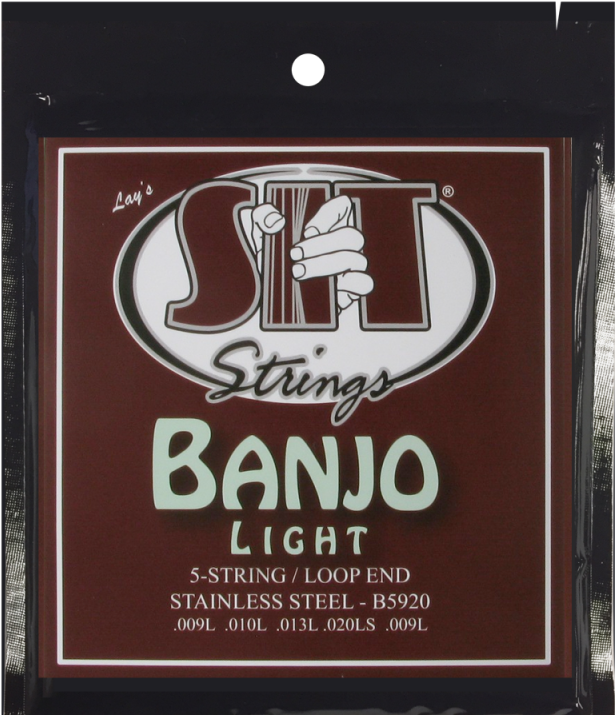 Lay's
SIT®
Strings
BANJO
LIGHT
5-STRING / LOOP END
STAINLESS STEEL - B5920
.009L .010L .013L .020LS .009L